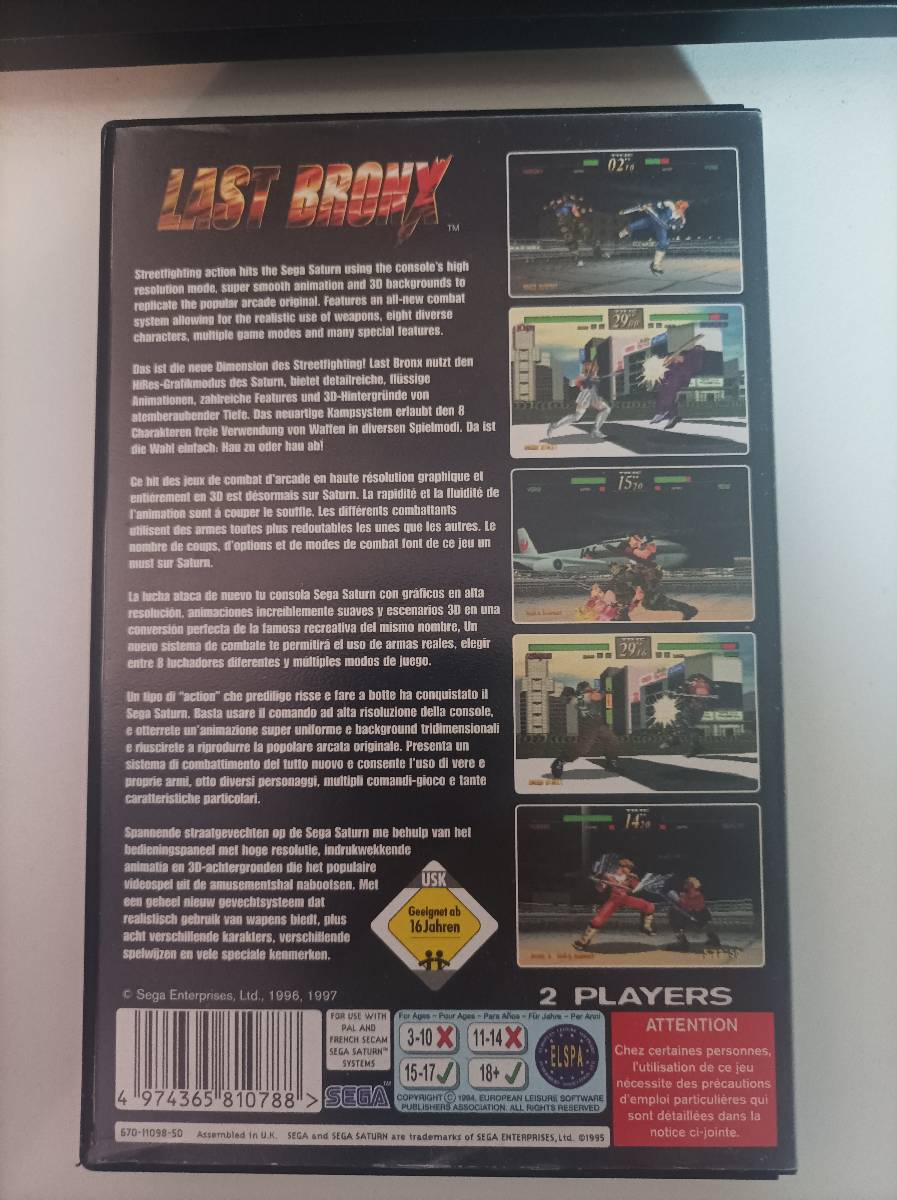 LAST BRONX
TM
Streetfighting action hits the Sega Saturn using the console's high
resolution mode, super smooth animation and 3D backgrounds to
replicate the popular arcade original. Features an all-new combat
system allowing for the realistic use of weapons, eight diverse
characters, multiple game modes and many special features.
Das ist die neue Dimension des Streetfighting! Last Bronx nutzt den
HiRes-Grafikmodus des Saturn, bietet detailreiche, flüssige
Animationen, zahlreiche Features und 3D-Hintergründe von
atemberaubender Tiefe. Das neuartige Kampsystem erlaubt den 8
Charakteren freie Verwendung von Waffen in diversen Spielmodi. Da ist
die Wahl einfach: Hau zu oder hau ab!
Ce hit des jeux de combat d'arcade en haute résolution graphique et
entiérement en 3D est désormais sur Saturn. La rapidité et la fluidité de
l'animation sont á couper le souffle. Les différents combattants
utilisent des armes toutes plus redoutables les unes que les autres. Le
nombre de coups, d'options et de modes de combat font de ce jeu un
must sur Saturn.
La lucha ataca de nuevo tu consola Sega Saturn con gráficos en alta
resolución, animaciones increiblemente suaves y escenarios 3D en una
conversión perfecta de la famosa recreativa del mismo nombre, Un
nuevo sistema de combate te permitirá el uso de armas reales, elegir
entre 8 luchadores diferentes y múltiples modos de juego.
Un tipo di "action" che predilige risse e fare a botte ha conquistato il
Sega Saturn. Basta usare il comando ad alta risoluzione della console,
e otterrete un'animazione super uniforme e background tridimensionali
e riuscirete a riprodurre la popolare arcata originale. Presenta un
sistema di combattimento del tutto nuovo e consente l'uso di vere e
proprie armi, otto diversi personaggi, multipli comandi-gioco e tante
caratteristiche particolari.
Spannende straatgevechten op de Sega Saturn me behulp van het
bedieningspaneel met hoge resolutie, indrukwekkende
animatia en 3D-achtergronden die het populaire
videospel uit de amusementshal nabootsen. Met
een geheel nieuw gevechtsysteem dat
realistisch gebruik van wapens biedt, plus
acht verschillende karakters, verschillende
spelwijzen en vele speciale kenmerken.
TIME
02
TIME
29
TIME
15
TIME
29
TIME
14
USK
Geeignet ab
16 Jahren
© Sega Enterprises, Ltd., 1996, 1997
2 PLAYERS
4 974365 810788 >
FOR USE WITH
PAL AND
FRENCH SECAM
SEGA SATURN™
SYSTEMS
SEGA™
For Ages - Pour Ages - Para Años - Für Jahre - Per Anni
3-10 11-14
15-17 18+
ELSPA
COPYRIGHT © 1994, EUROPEAN LEISURE SOFTWARE
PUBLISHERS ASSOCIATION. ALL RIGHTS RESERVED
ATTENTION
Chez certaines personnes,
l'utilisation de ce jeu
nécessite des précautions
d'emploi particulières qui
sont détaillées dans la
notice ci-jointe.
670-11098-50 Assembled in U.K. SEGA and SEGA SATURN are trademarks of SEGA ENTERPRISES, Ltd. ©1995